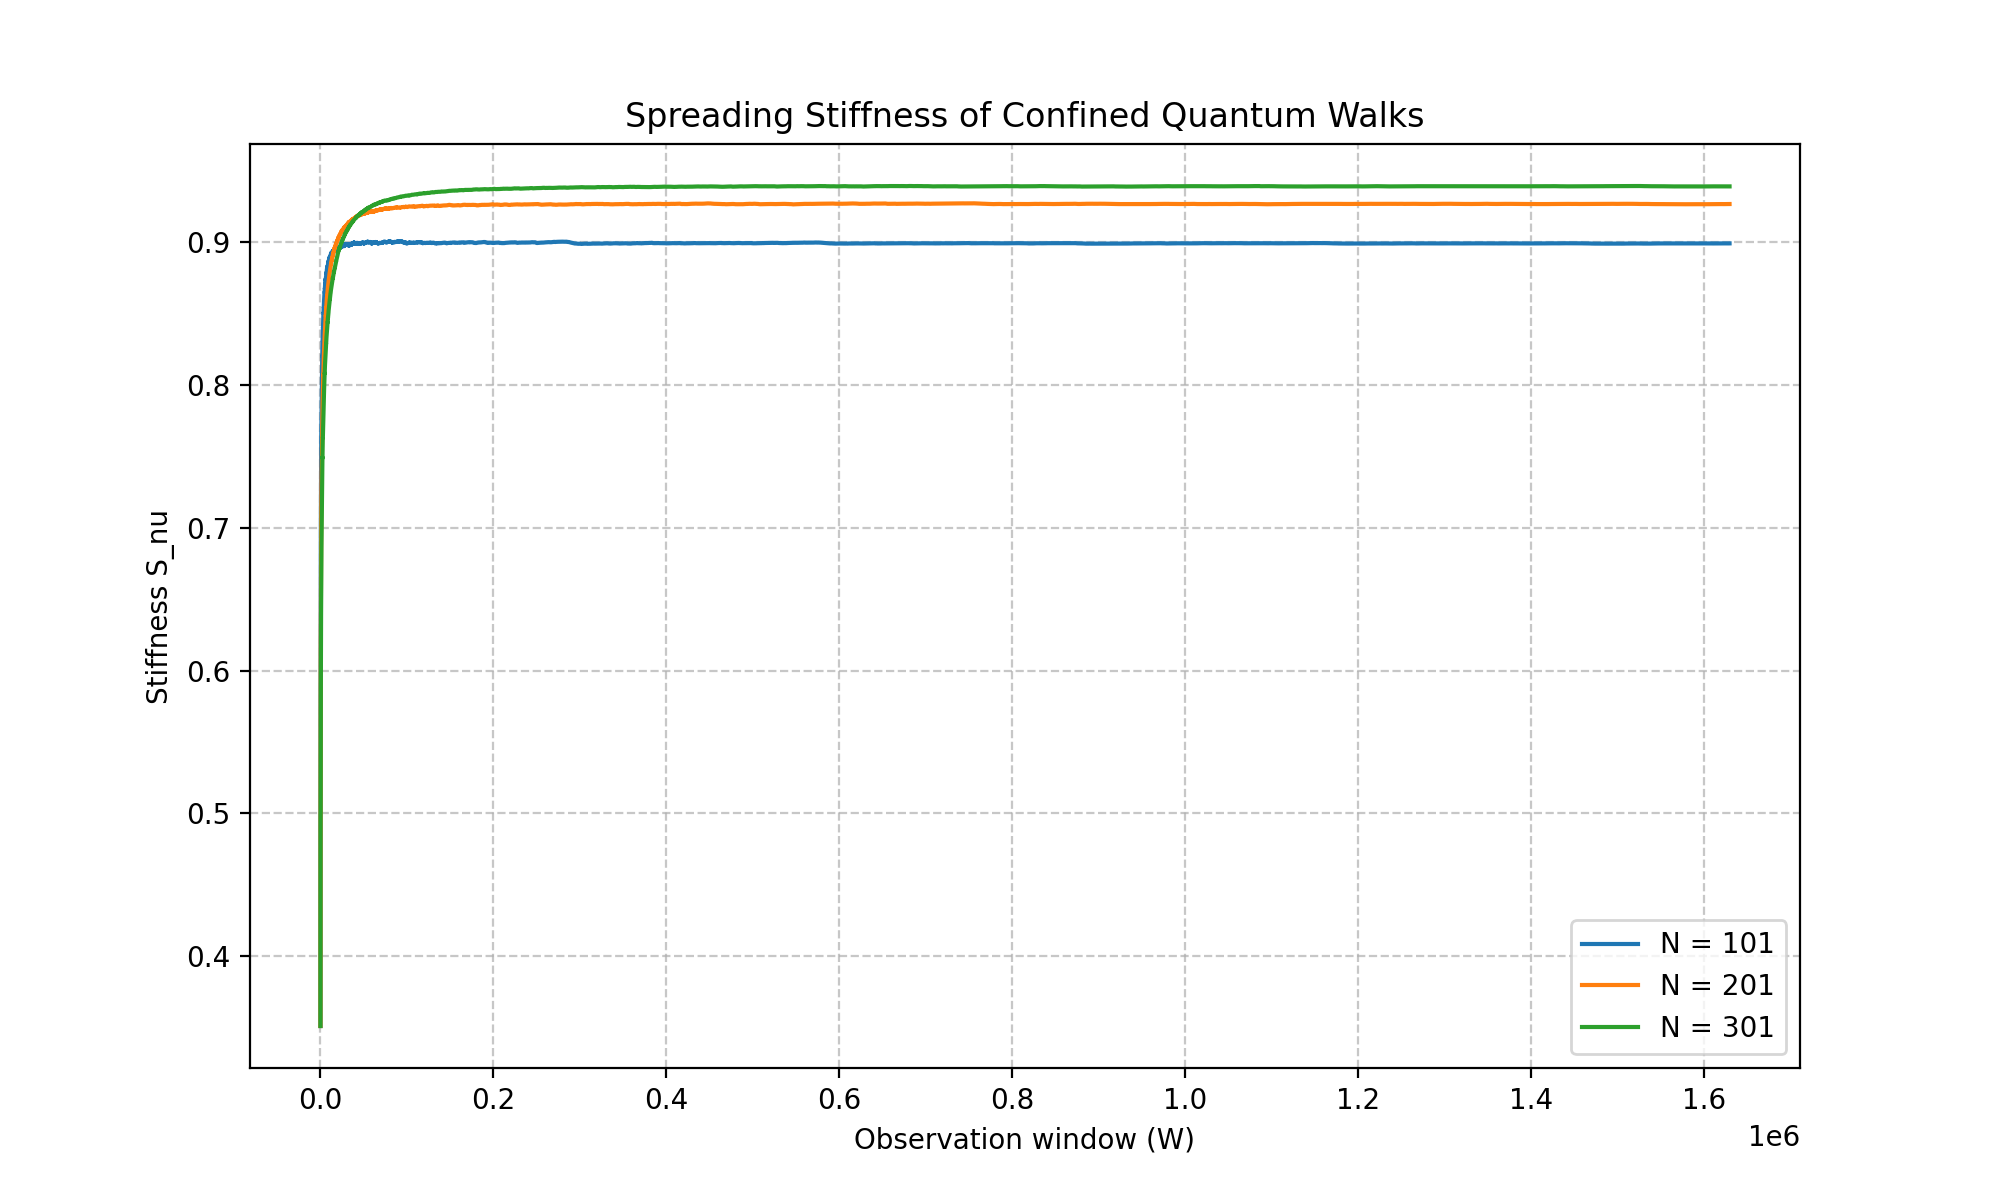 Spreading Stiffness of Confined Quantum Walks
Stiffness S_nu
0.9
0.8
0.7
0.6
0.5
0.4
0.0 0.2 0.4 0.6 0.8 1.0 1.2 1.4 1.6
1e6
Observation window (W)
N = 101
N = 201
N = 301